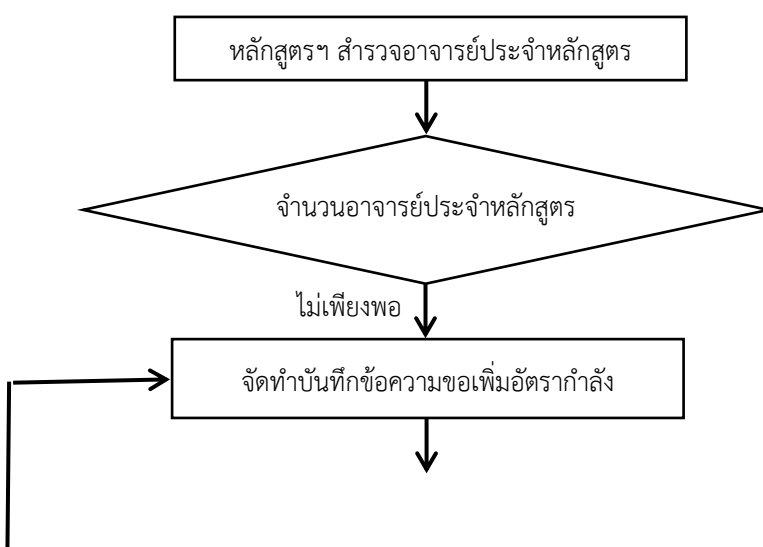 หลักสูตรฯ สำรวจอาจารย์ประจำหลักสูตร
จำนวนอาจารย์ประจำหลักสูตร
ไม่เพียงพอ
จัดทำบันทึกข้อความขอเพิ่มอัตรากำลัง